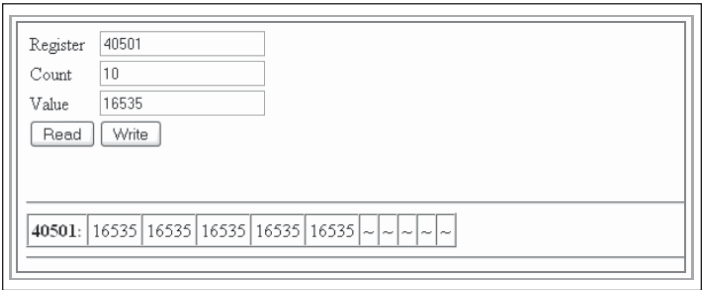 Register 40501
Count 10
Value 16535
Read Write
40501: 16535 16535 16535 16535 16535 ~ ~ ~ ~ ~